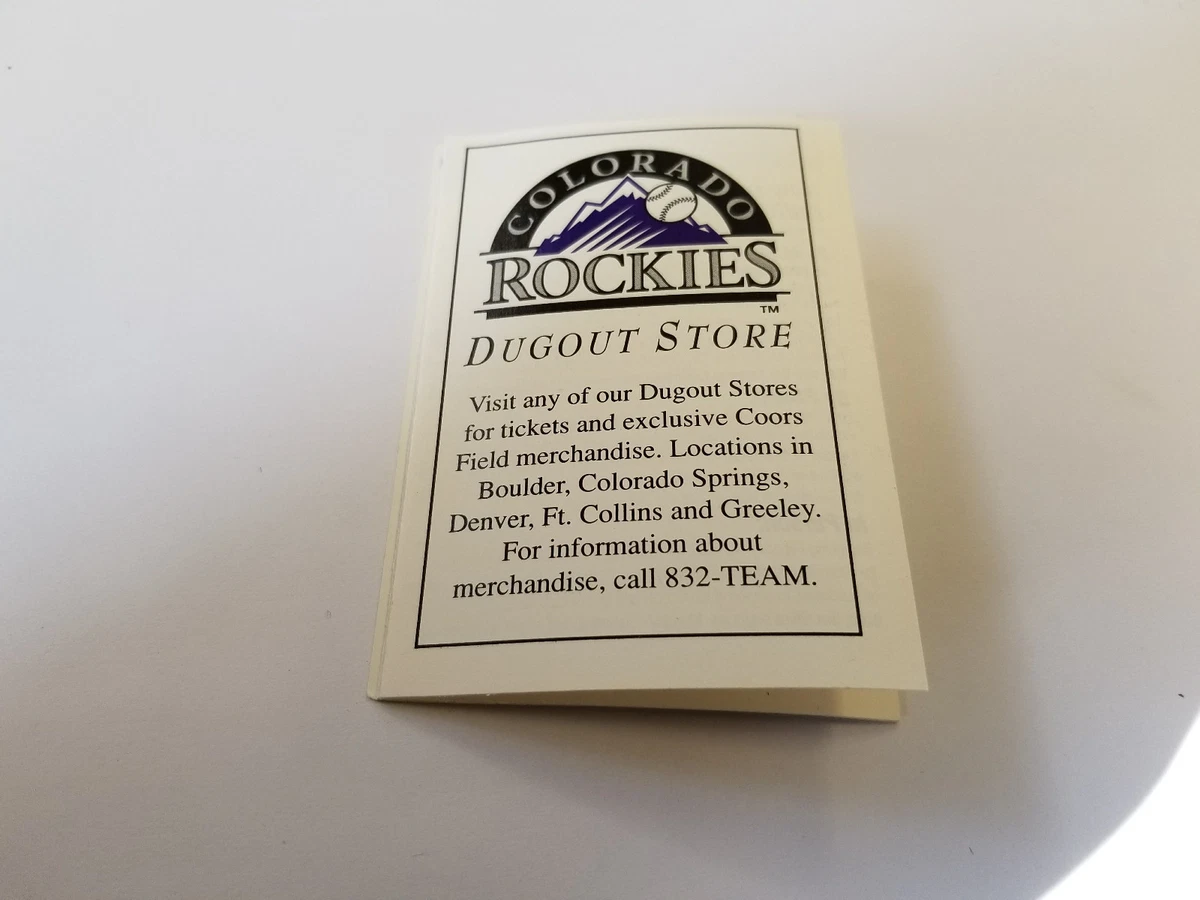 COLORADO
ROCKIES
TM
DUGOUT STORE
Visit any of our Dugout Stores
for tickets and exclusive Coors
Field merchandise. Locations in
Boulder, Colorado Springs,
Denver, Ft. Collins and Greeley.
For information about
merchandise, call 832-TEAM.